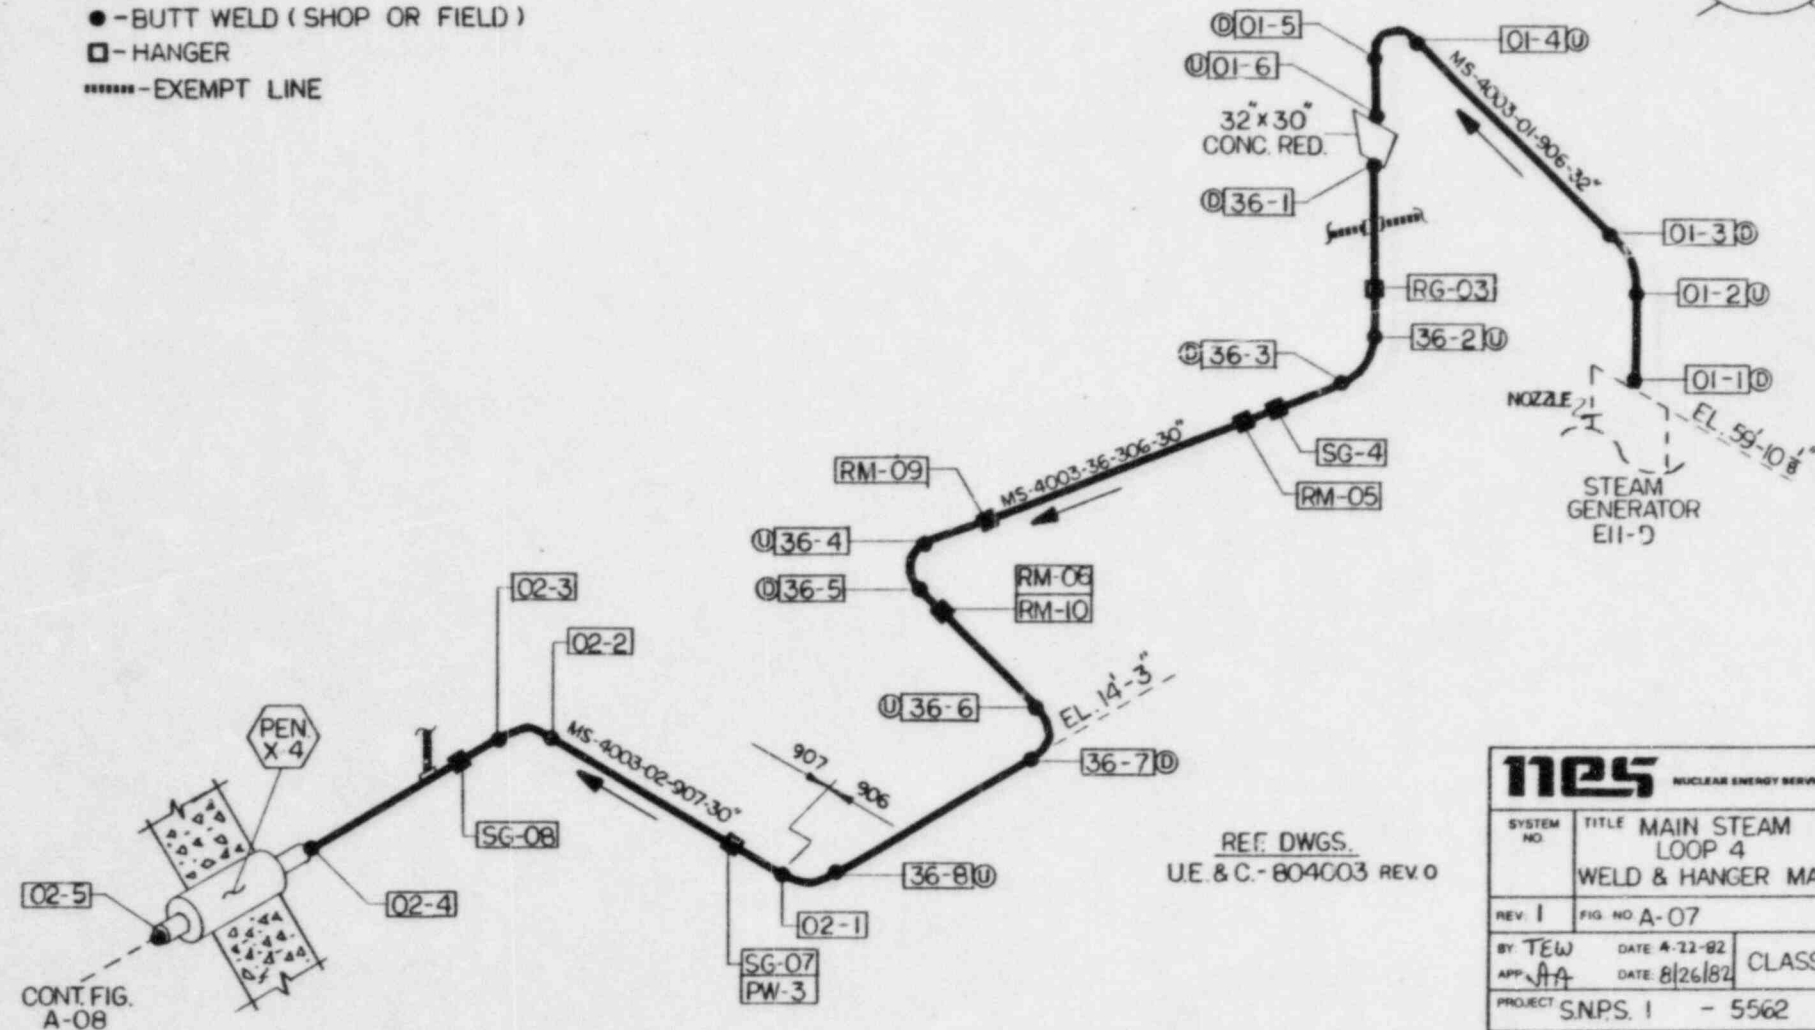 -BUTT WELD (SHOP OR FIELD)
-HANGER
-EXEMPT LINE
D 01-5
01-4 U
U 01-6
MS-4003-01-906-32"
32"x30"
CONC. RED.
D 36-1
01-3 D
RG-03
01-2 U
36-2 U
D 36-3
01-1 D
NOZZLE
EL. 59'-10
SG-4
RM-09
MS-4003-36-306-30"
RM-05
STEAM
GENERATOR
E11-D
U 36-4
RM-06
RM-10
D 36-5
02-3
02-2
U 36-6
EL. 14'-3"
PEN.
X-4
MS-4003-02-907-30"
907
906
36-7 D
SG-08
REF. DWGS.
U.E. & C.- 804003 REV. 0
36-8 U
02-5
02-4
02-1
SG-07
PW-3
CONT. FIG.
A-08
nes NUCLEAR ENERGY SERV
SYSTEM
NO.
TITLE MAIN STEAM
LOOP 4
WELD & HANGER MA
REV. 1 FIG. NO. A-07
BY: TEW DATE 4-22-82
APP. DATE: 8/26/82
CLASS
PROJECT S.N.P.S. 1 - 5562